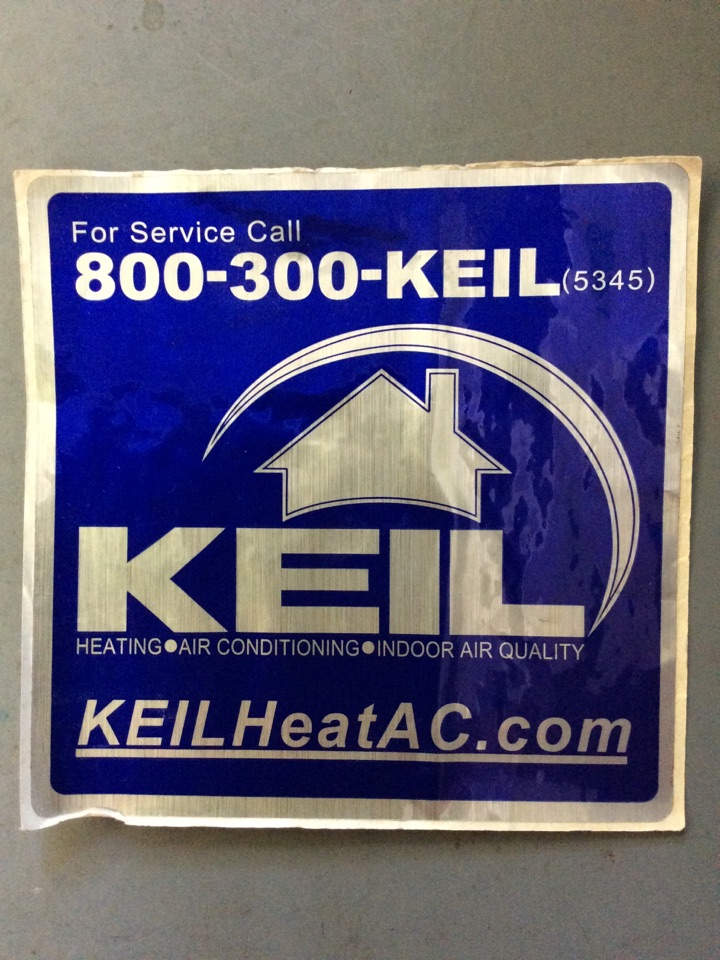 For Service Call
800-300-KEIL(5345)
KEIL
HEATING●AIR CONDITIONING●INDOOR AIR QUALITY
KEILHeatAC.com